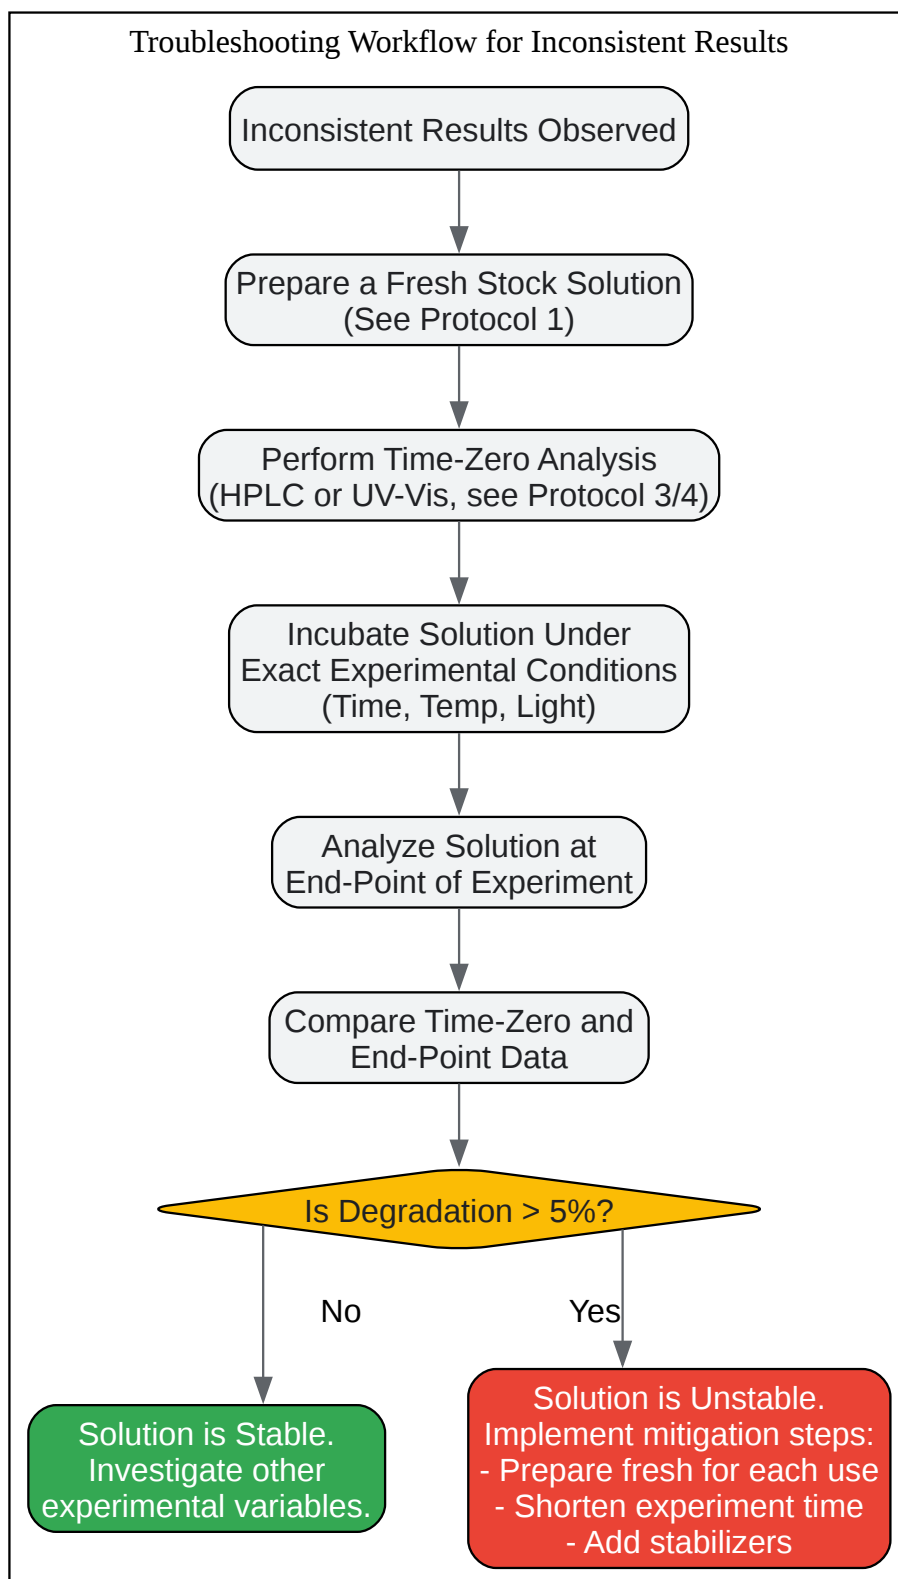 Troubleshooting Workflow for Inconsistent Results
Inconsistent Results Observed
Prepare a Fresh Stock Solution
(See Protocol 1)
Perform Time-Zero Analysis
(HPLC or UV-Vis, see Protocol 3/4)
Incubate Solution Under
Exact Experimental Conditions
(Time, Temp, Light)
Analyze Solution at
End-Point of Experiment
Compare Time-Zero and
End-Point Data
Is Degradation > 5%?
No
Yes
Solution is Stable.
Investigate other
experimental variables.
Solution is Unstable.
Implement mitigation steps:
- Prepare fresh for each use
- Shorten experiment time
- Add stabilizers